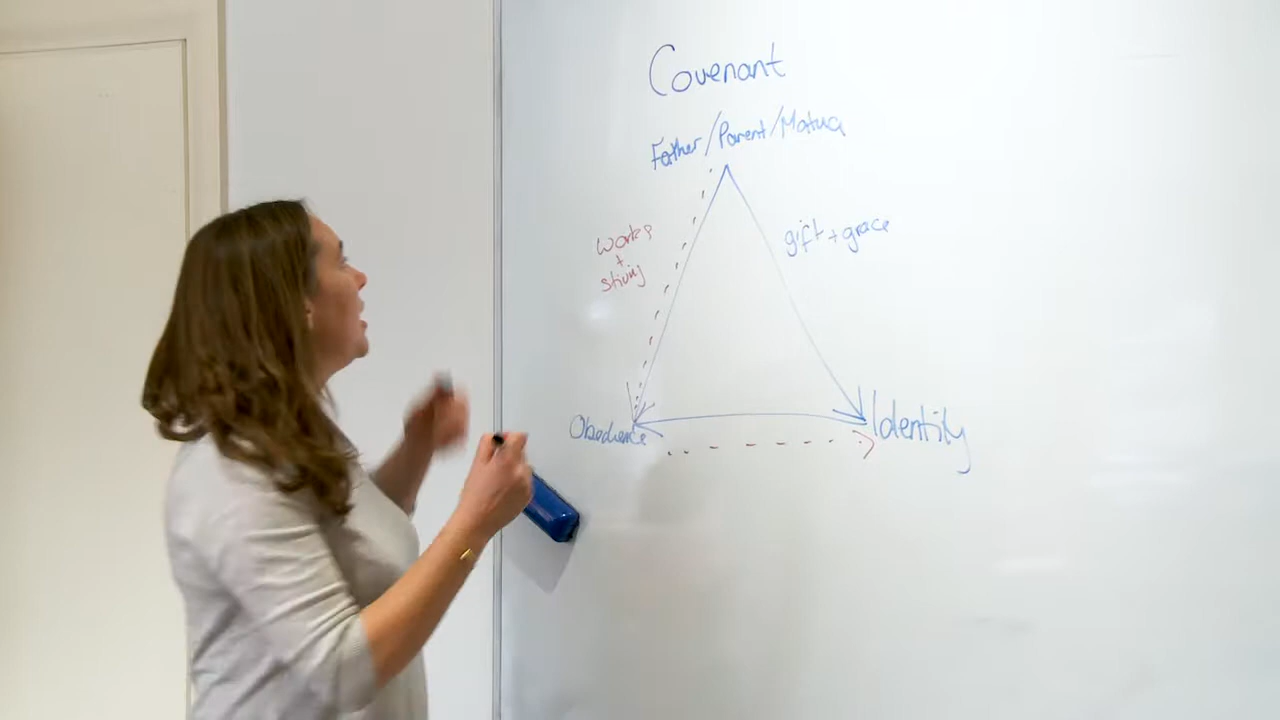 Covenant
Father/Parent/Matua
gift + grace
works
+
striving
Obedience
Identity